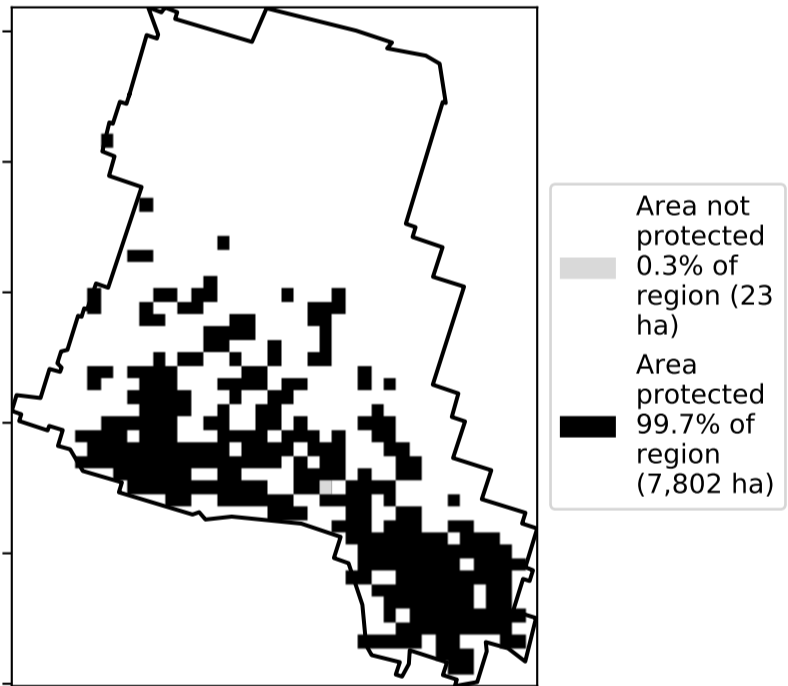 Area not
protected
0.3% of
region (23
ha)
Area
protected
99.7% of
region
(7,802 ha)